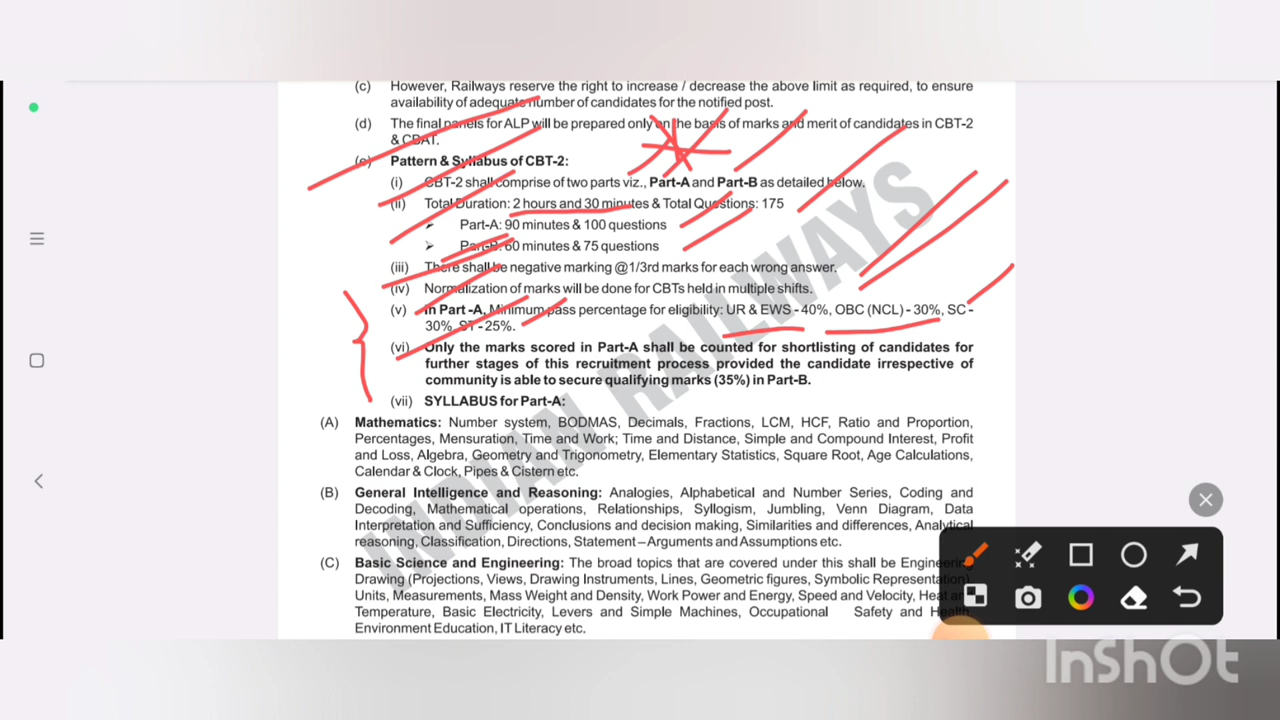 (c) However, Railways reserve the right to increase / decrease the above limit as required, to ensure
availability of adequate number of candidates for the notified post.
(d) The final panels for ALP will be prepared only on the basis of marks and merit of candidates in CBT-2
& CBAT.
(e) Pattern & Syllabus of CBT-2:
(i) CBT-2 shall comprise of two parts viz., Part-A and Part-B as detailed below.
(ii) Total Duration: 2 hours and 30 minutes & Total Questions: 175
➢ Part-A: 90 minutes & 100 questions
➢ Part-B: 60 minutes & 75 questions
(iii) There shall be negative marking @1/3rd marks for each wrong answer.
(iv) Normalization of marks will be done for CBTs held in multiple shifts.
(v) In Part -A, Minimum pass percentage for eligibility: UR & EWS - 40%, OBC (NCL) - 30%, SC -
30%, ST - 25%.
(vi) Only the marks scored in Part-A shall be counted for shortlisting of candidates for
further stages of this recruitment process provided the candidate irrespective of
community is able to secure qualifying marks (35%) in Part-B.
(vii) SYLLABUS for Part-A:
(A) Mathematics: Number system, BODMAS, Decimals, Fractions, LCM, HCF, Ratio and Proportion,
Percentages, Mensuration, Time and Work; Time and Distance, Simple and Compound Interest, Profit
and Loss, Algebra, Geometry and Trigonometry, Elementary Statistics, Square Root, Age Calculations,
Calendar & Clock, Pipes & Cistern etc.
(B) General Intelligence and Reasoning: Analogies, Alphabetical and Number Series, Coding and
Decoding, Mathematical operations, Relationships, Syllogism, Jumbling, Venn Diagram, Data
Interpretation and Sufficiency, Conclusions and decision making, Similarities and differences, Analytical
reasoning, Classification, Directions, Statement – Arguments and Assumptions etc.
(C) Basic Science and Engineering: The broad topics that are covered under this shall be Engineering
Drawing (Projections, Views, Drawing Instruments, Lines, Geometric figures, Symbolic Representation)
Units, Measurements, Mass Weight and Density, Work Power and Energy, Speed and Velocity, Heat and
Temperature, Basic Electricity, Levers and Simple Machines, Occupational Safety and Health,
Environment Education, IT Literacy etc.
INDIAN RAILWAYS
InShOt